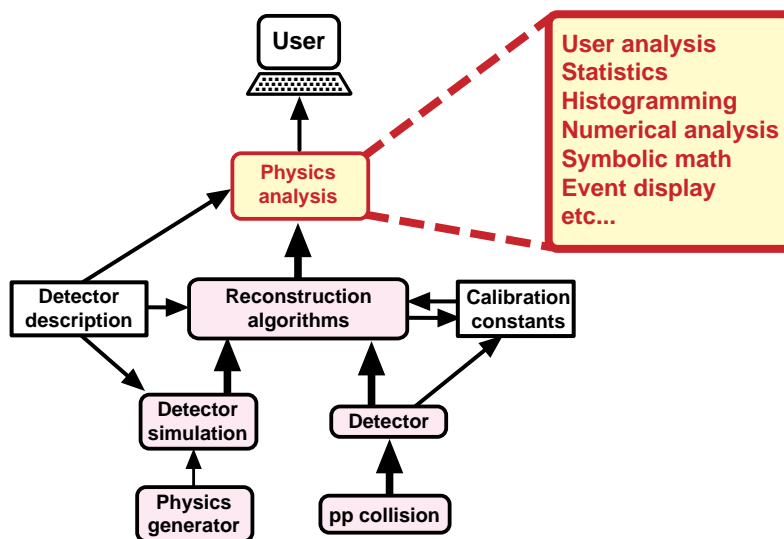 User
User analysis
Statistics
Histogramming
Numerical analysis
Symbolic math
Event display
etc...
Physics
analysis
Detector
description
Reconstruction
algorithms
Calibration
constants
Detector
simulation
Detector
Physics
generator
pp collision